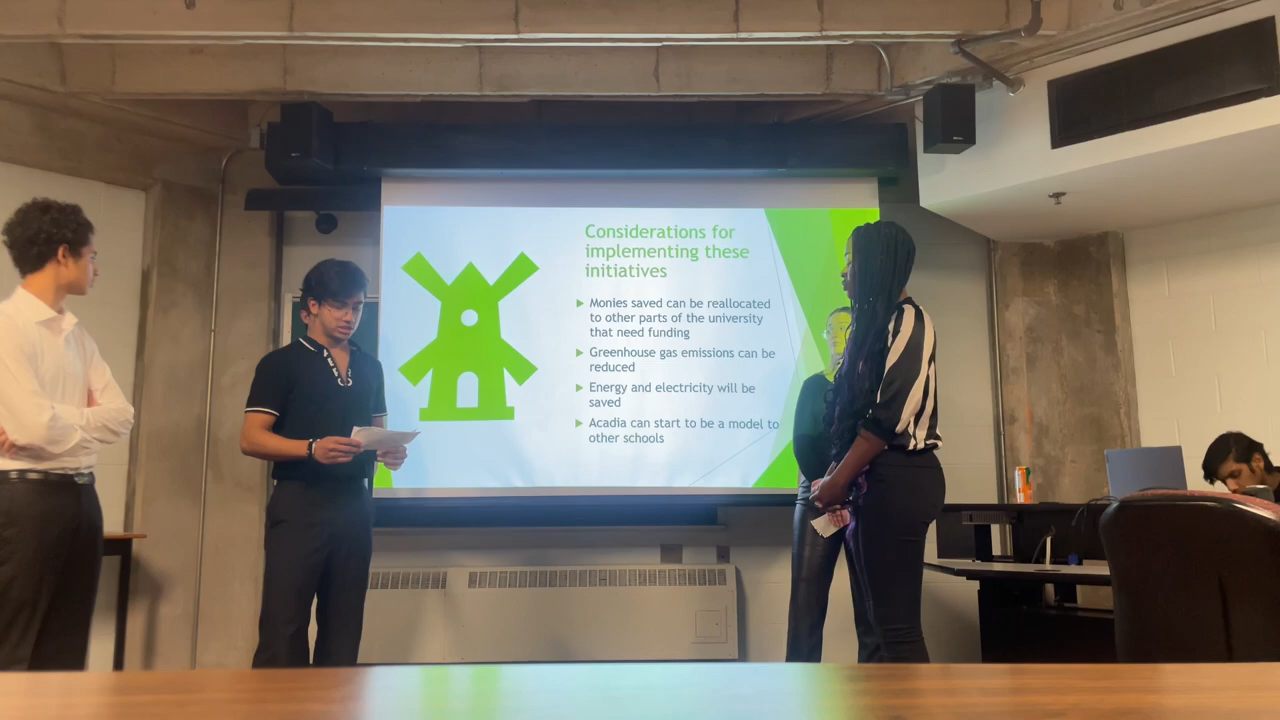 Considerations for
implementing these
initiatives
Monies saved can be reallocated
to other parts of the university
that need funding
Greenhouse gas emissions can be
reduced
Energy and electricity will be
saved
Acadia can start to be a model to
other schools